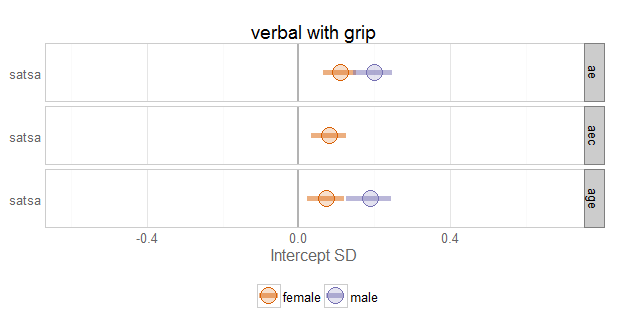 verbal with grip
satsa
ae
satsa
aec
satsa
age
-0.4 0.0 0.4
Intercept SD
female male